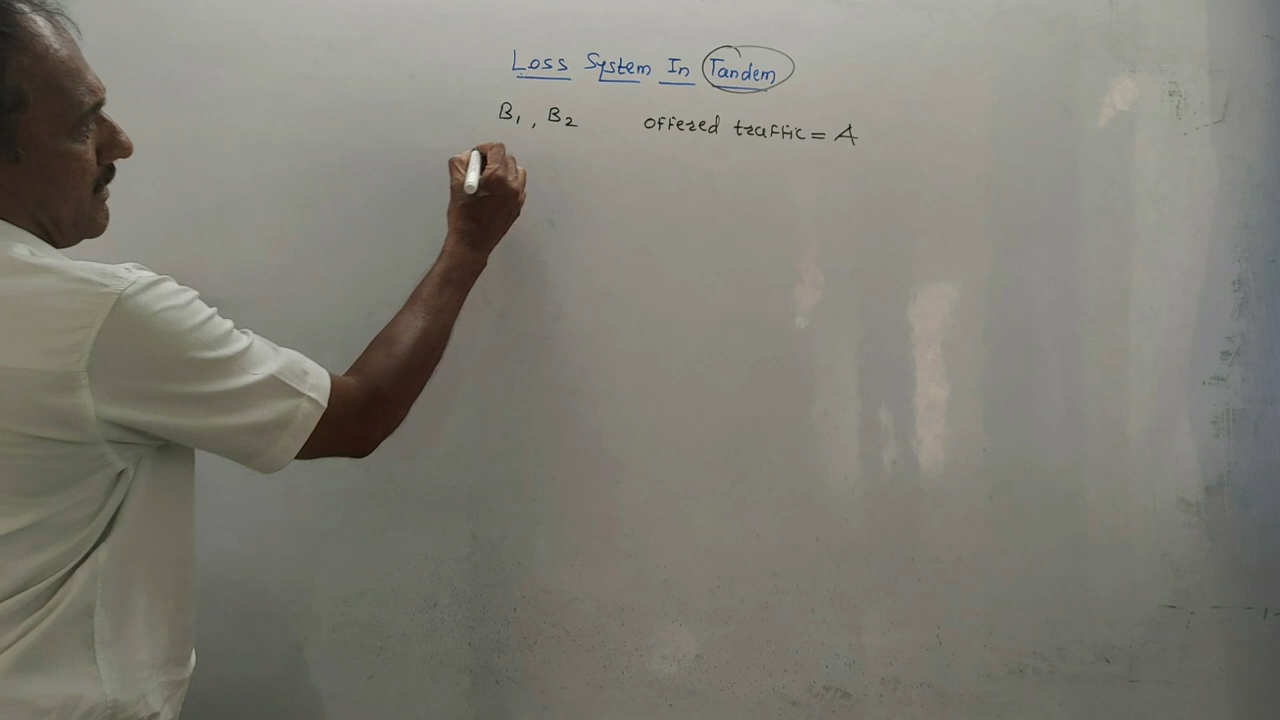 Loss System In Tandem
B1, B2 offered traffic = A